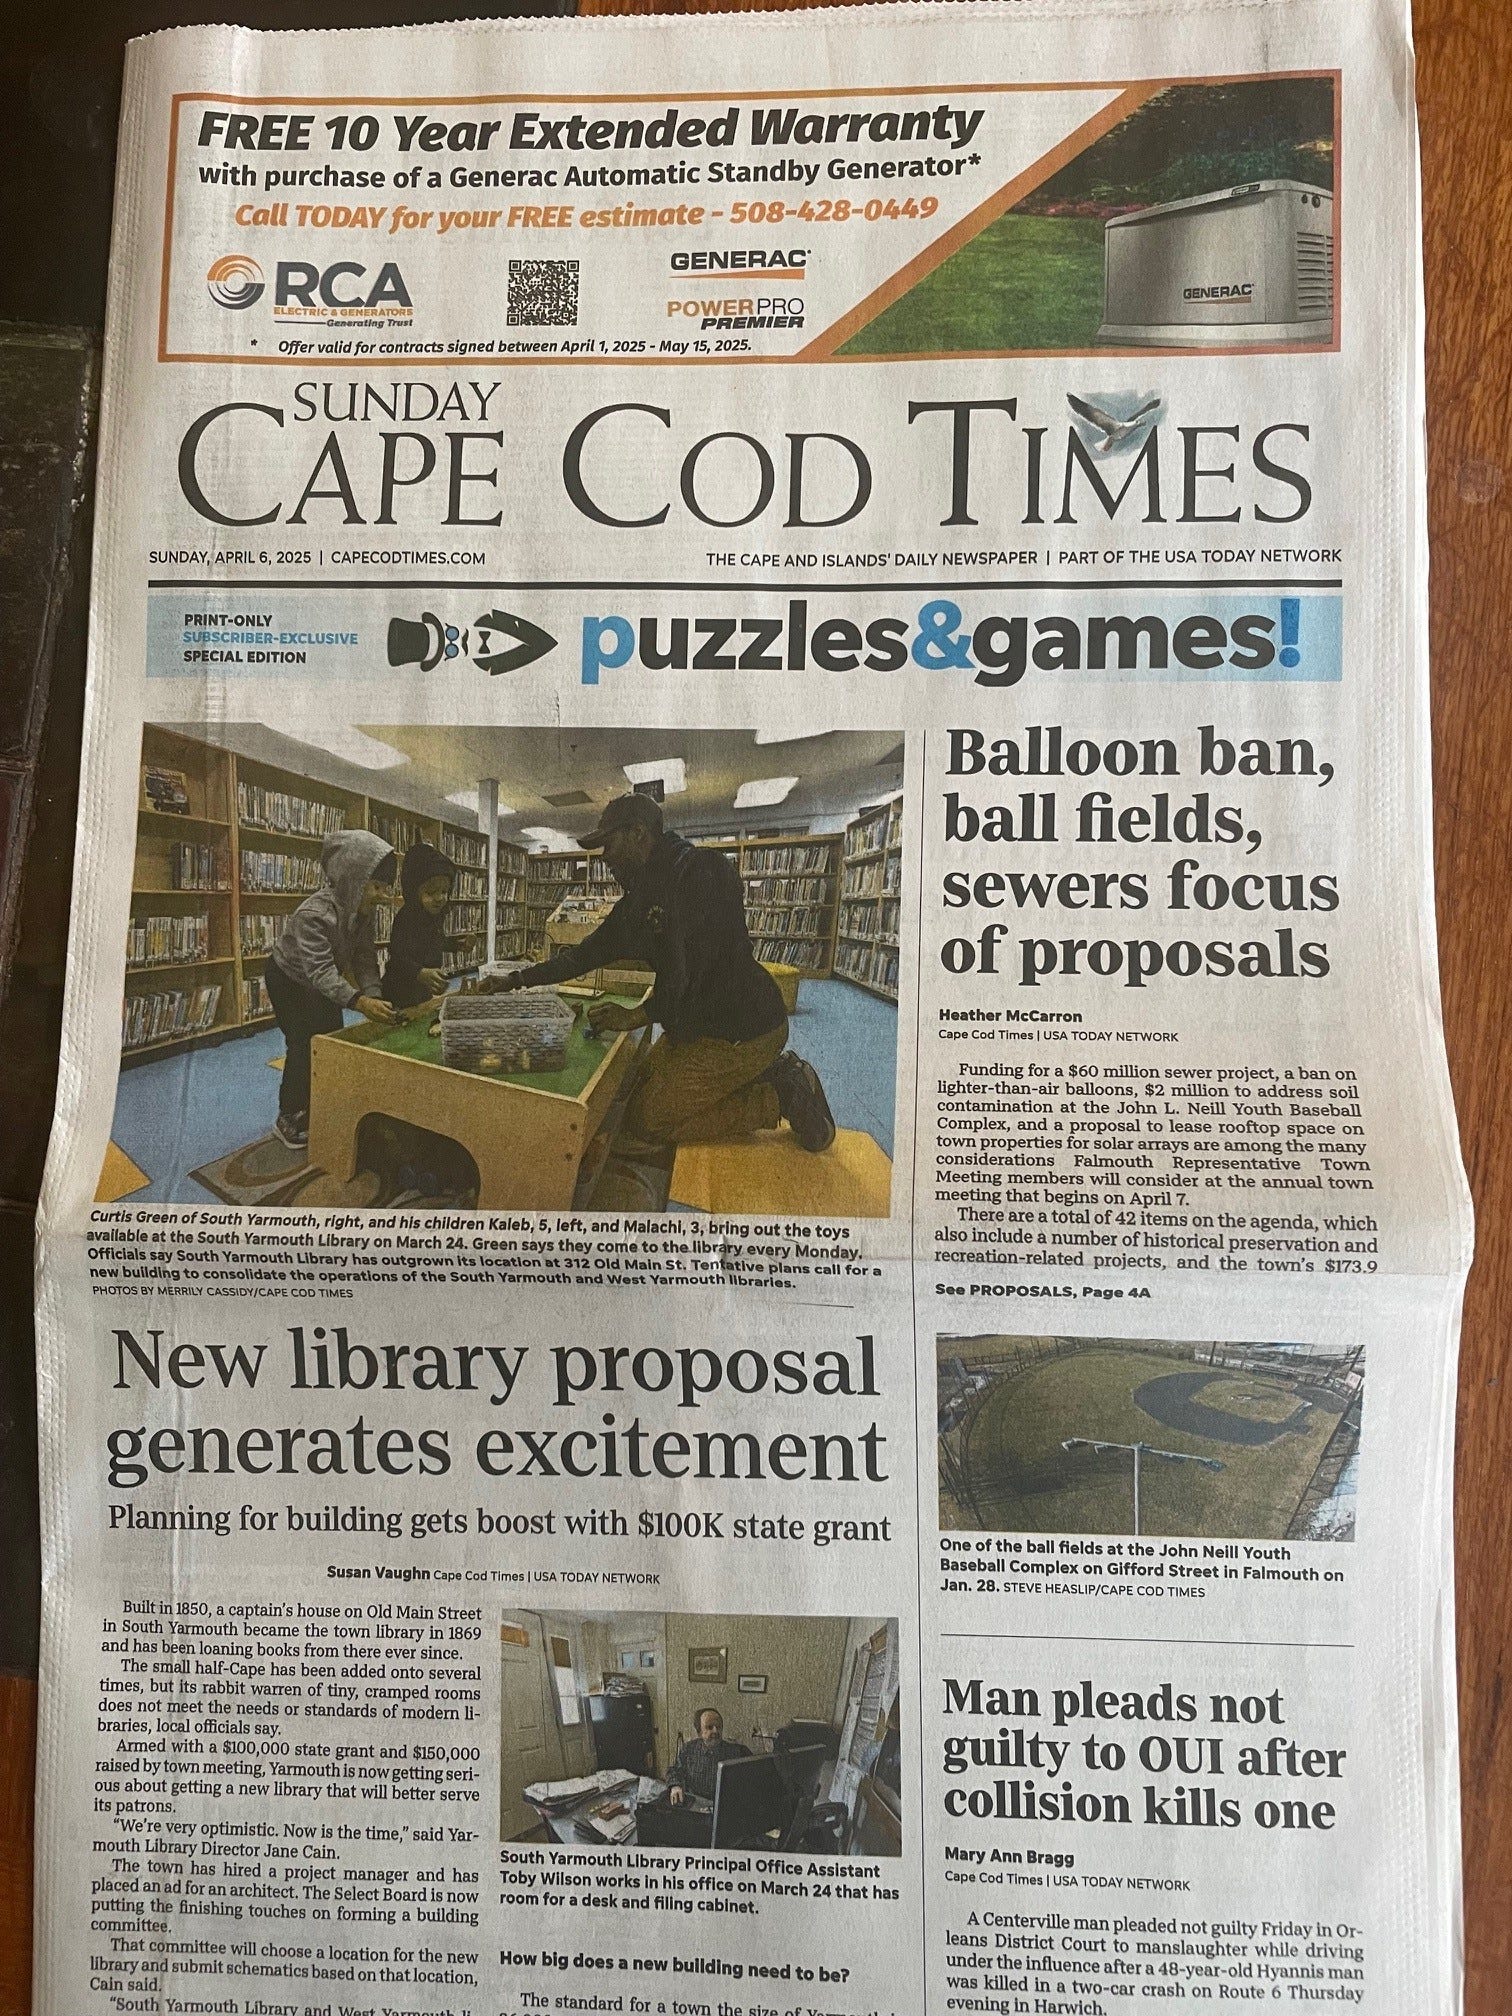 FREE 10 Year Extended Warranty
with purchase of a Generac Automatic Standby Generator*
Call TODAY for your FREE estimate - 508-428-0449
RCA
ELECTRIC & GENERATORS
Generating Trust
GENERAC
POWERPRO
PREMIER
GENERAC
* Offer valid for contracts signed between April 1, 2025 - May 15, 2025.
SUNDAY
CAPE COD TIMES
SUNDAY, APRIL 6, 2025 | CAPECODTIMES.COM
THE CAPE AND ISLANDS' DAILY NEWSPAPER | PART OF THE USA TODAY NETWORK
PRINT-ONLY
SUBSCRIBER-EXCLUSIVE
SPECIAL EDITION
puzzles&games!
Curtis Green of South Yarmouth, right, and his children Kaleb, 5, left, and Malachi, 3, bring out the toys
available at the South Yarmouth Library on March 24. Green says they come to the library every Monday.
Officials say South Yarmouth Library has outgrown its location at 312 Old Main St. Tentative plans call for a
new building to consolidate the operations of the South Yarmouth and West Yarmouth libraries.
PHOTOS BY MERRILY CASSIDY/CAPE COD TIMES
New library proposal
generates excitement
Planning for building gets boost with $100K state grant
Susan Vaughn Cape Cod Times | USA TODAY NETWORK
Built in 1850, a captain's house on Old Main Street
in South Yarmouth became the town library in 1869
and has been loaning books from there ever since.
The small half-Cape has been added onto several
times, but its rabbit warren of tiny, cramped rooms
does not meet the needs or standards of modern li-
braries, local officials say.
Armed with a $100,000 state grant and $150,000
raised by town meeting, Yarmouth is now getting seri-
ous about getting a new library that will better serve
its patrons.
"We're very optimistic. Now is the time," said Yar-
mouth Library Director Jane Cain.
The town has hired a project manager and has
placed an ad for an architect. The Select Board is now
putting the finishing touches on forming a building
committee.
That committee will choose a location for the new
library and submit schematics based on that location,
Cain said.
"South Yarmouth Library and West Yarmouth li-
South Yarmouth Library Principal Office Assistant
Toby Wilson works in his office on March 24 that has
room for a desk and filing cabinet.
How big does a new building need to be?
The standard for a town the size of
Balloon ban,
ball fields,
sewers focus
of proposals
Heather McCarron
Cape Cod Times | USA TODAY NETWORK
Funding for a $60 million sewer project, a ban on
lighter-than-air balloons, $2 million to address soil
contamination at the John L. Neill Youth Baseball
Complex, and a proposal to lease rooftop space on
town properties for solar arrays are among the many
considerations Falmouth Representative Town
Meeting members will consider at the annual town
meeting that begins on April 7.
There are a total of 42 items on the agenda, which
also include a number of historical preservation and
recreation-related projects, and the town's $173.9
See PROPOSALS, Page 4A
One of the ball fields at the John Neill Youth
Baseball Complex on Gifford Street in Falmouth on
Jan. 28. STEVE HEASLIP/CAPE COD TIMES
Man pleads not
guilty to OUI after
collision kills one
Mary Ann Bragg
Cape Cod Times | USA TODAY NETWORK
A Centerville man pleaded not guilty Friday in Or-
leans District Court to manslaughter while driving
under the influence after a 48-year-old Hyannis man
was killed in a two-car crash on Route 6 Thursday
evening in Harwich.